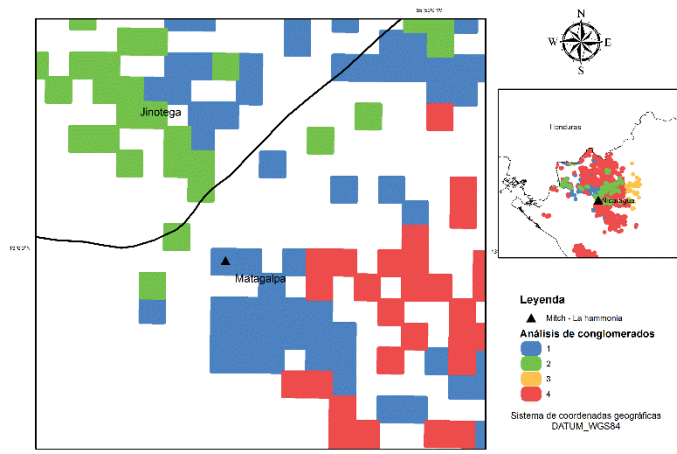 N
W E
S
Jinotega
Matagalpa
Honduras
Nicaragua
Leyenda
Mitch - La hammonia
Análisis de conglomerados
1
2
3
4
Sistema de coordenadas geográficas
DATUM_WGS84